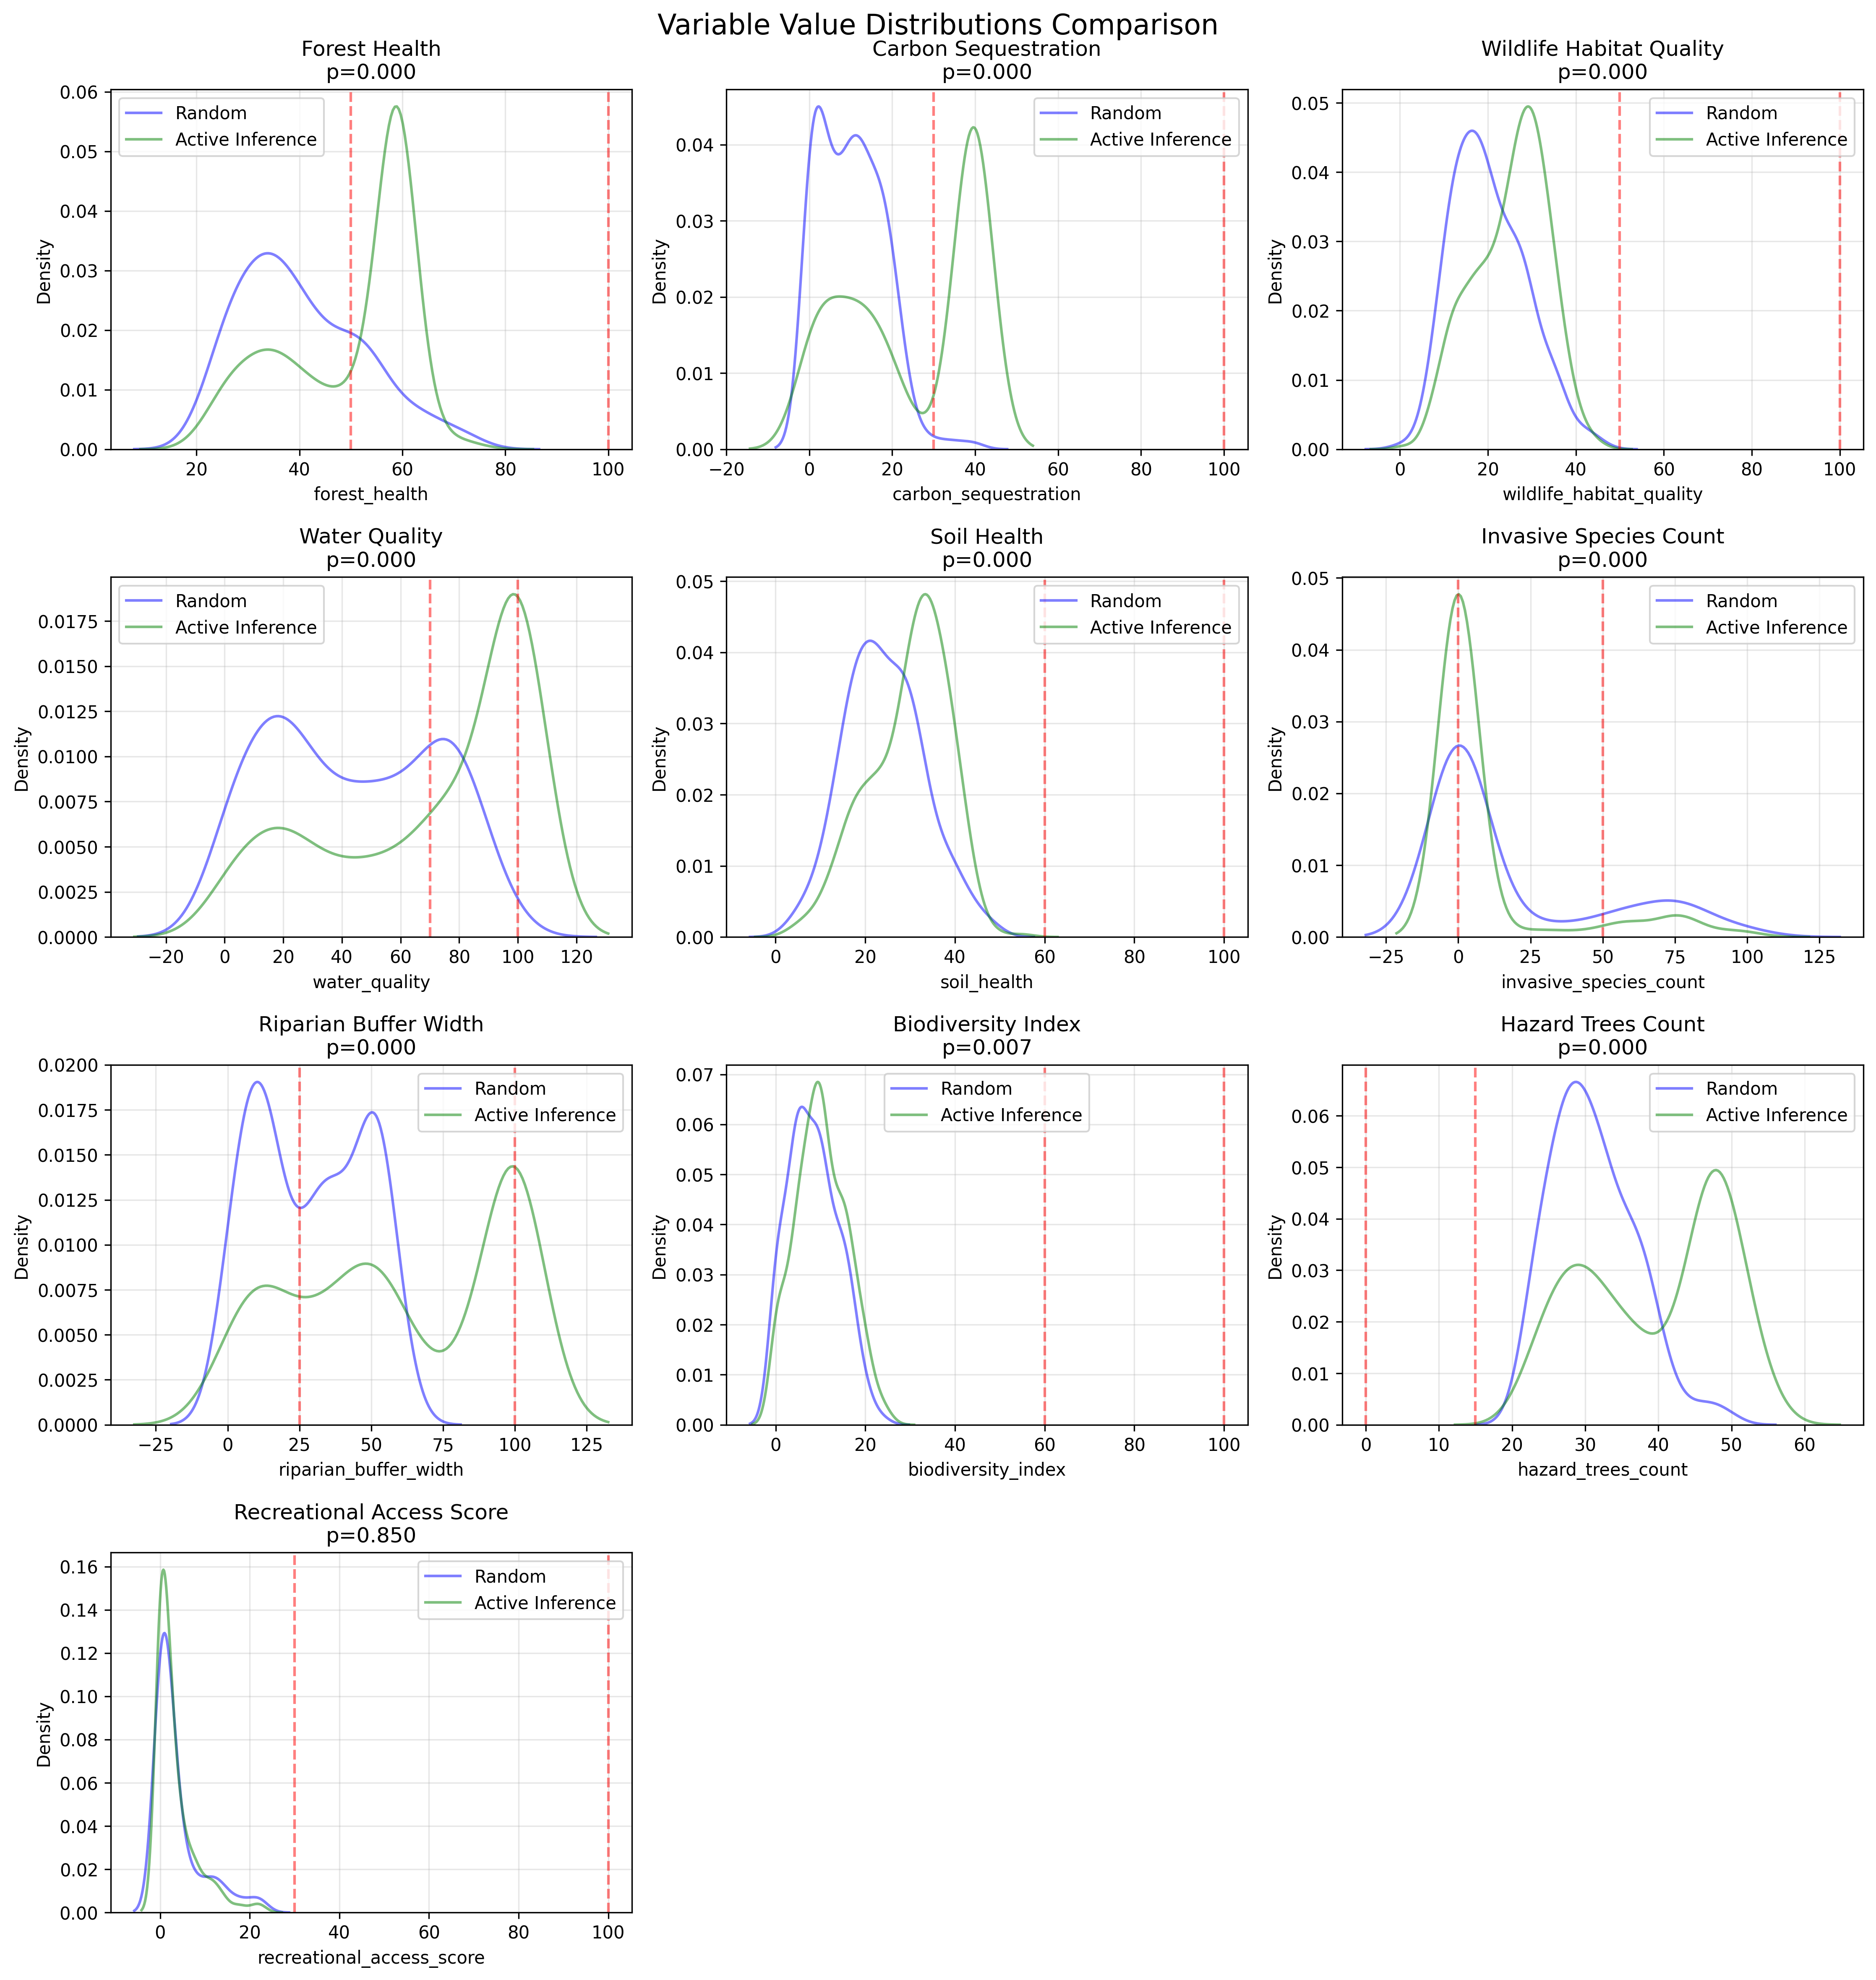 Variable Value Distributions Comparison
Forest Health
p=0.000
Random
Active Inference
Density
0.06
0.05
0.04
0.03
0.02
0.01
0.00
20 40 60 80 100
forest_health
Carbon Sequestration
p=0.000
Random
Active Inference
Density
0.04
0.03
0.02
0.01
0.00
−20 0 20 40 60 80 100
carbon_sequestration
Wildlife Habitat Quality
p=0.000
Random
Active Inference
Density
0.05
0.04
0.03
0.02
0.01
0.00
0 20 40 60 80 100
wildlife_habitat_quality
Water Quality
p=0.000
Random
Active Inference
Density
0.0175
0.0150
0.0125
0.0100
0.0075
0.0050
0.0025
0.0000
−20 0 20 40 60 80 100 120
water_quality
Soil Health
p=0.000
Random
Active Inference
Density
0.05
0.04
0.03
0.02
0.01
0.00
0 20 40 60 80 100
soil_health
Invasive Species Count
p=0.000
Random
Active Inference
Density
0.05
0.04
0.03
0.02
0.01
0.00
−25 0 25 50 75 100 125
invasive_species_count
Riparian Buffer Width
p=0.000
Random
Active Inference
Density
0.0200
0.0175
0.0150
0.0125
0.0100
0.0075
0.0050
0.0025
0.0000
−25 0 25 50 75 100 125
riparian_buffer_width
Biodiversity Index
p=0.007
Random
Active Inference
Density
0.07
0.06
0.05
0.04
0.03
0.02
0.01
0.00
0 20 40 60 80 100
biodiversity_index
Hazard Trees Count
p=0.000
Random
Active Inference
Density
0.06
0.05
0.04
0.03
0.02
0.01
0.00
0 10 20 30 40 50 60
hazard_trees_count
Recreational Access Score
p=0.850
Random
Active Inference
Density
0.16
0.14
0.12
0.10
0.08
0.06
0.04
0.02
0.00
0 20 40 60 80 100
recreational_access_score